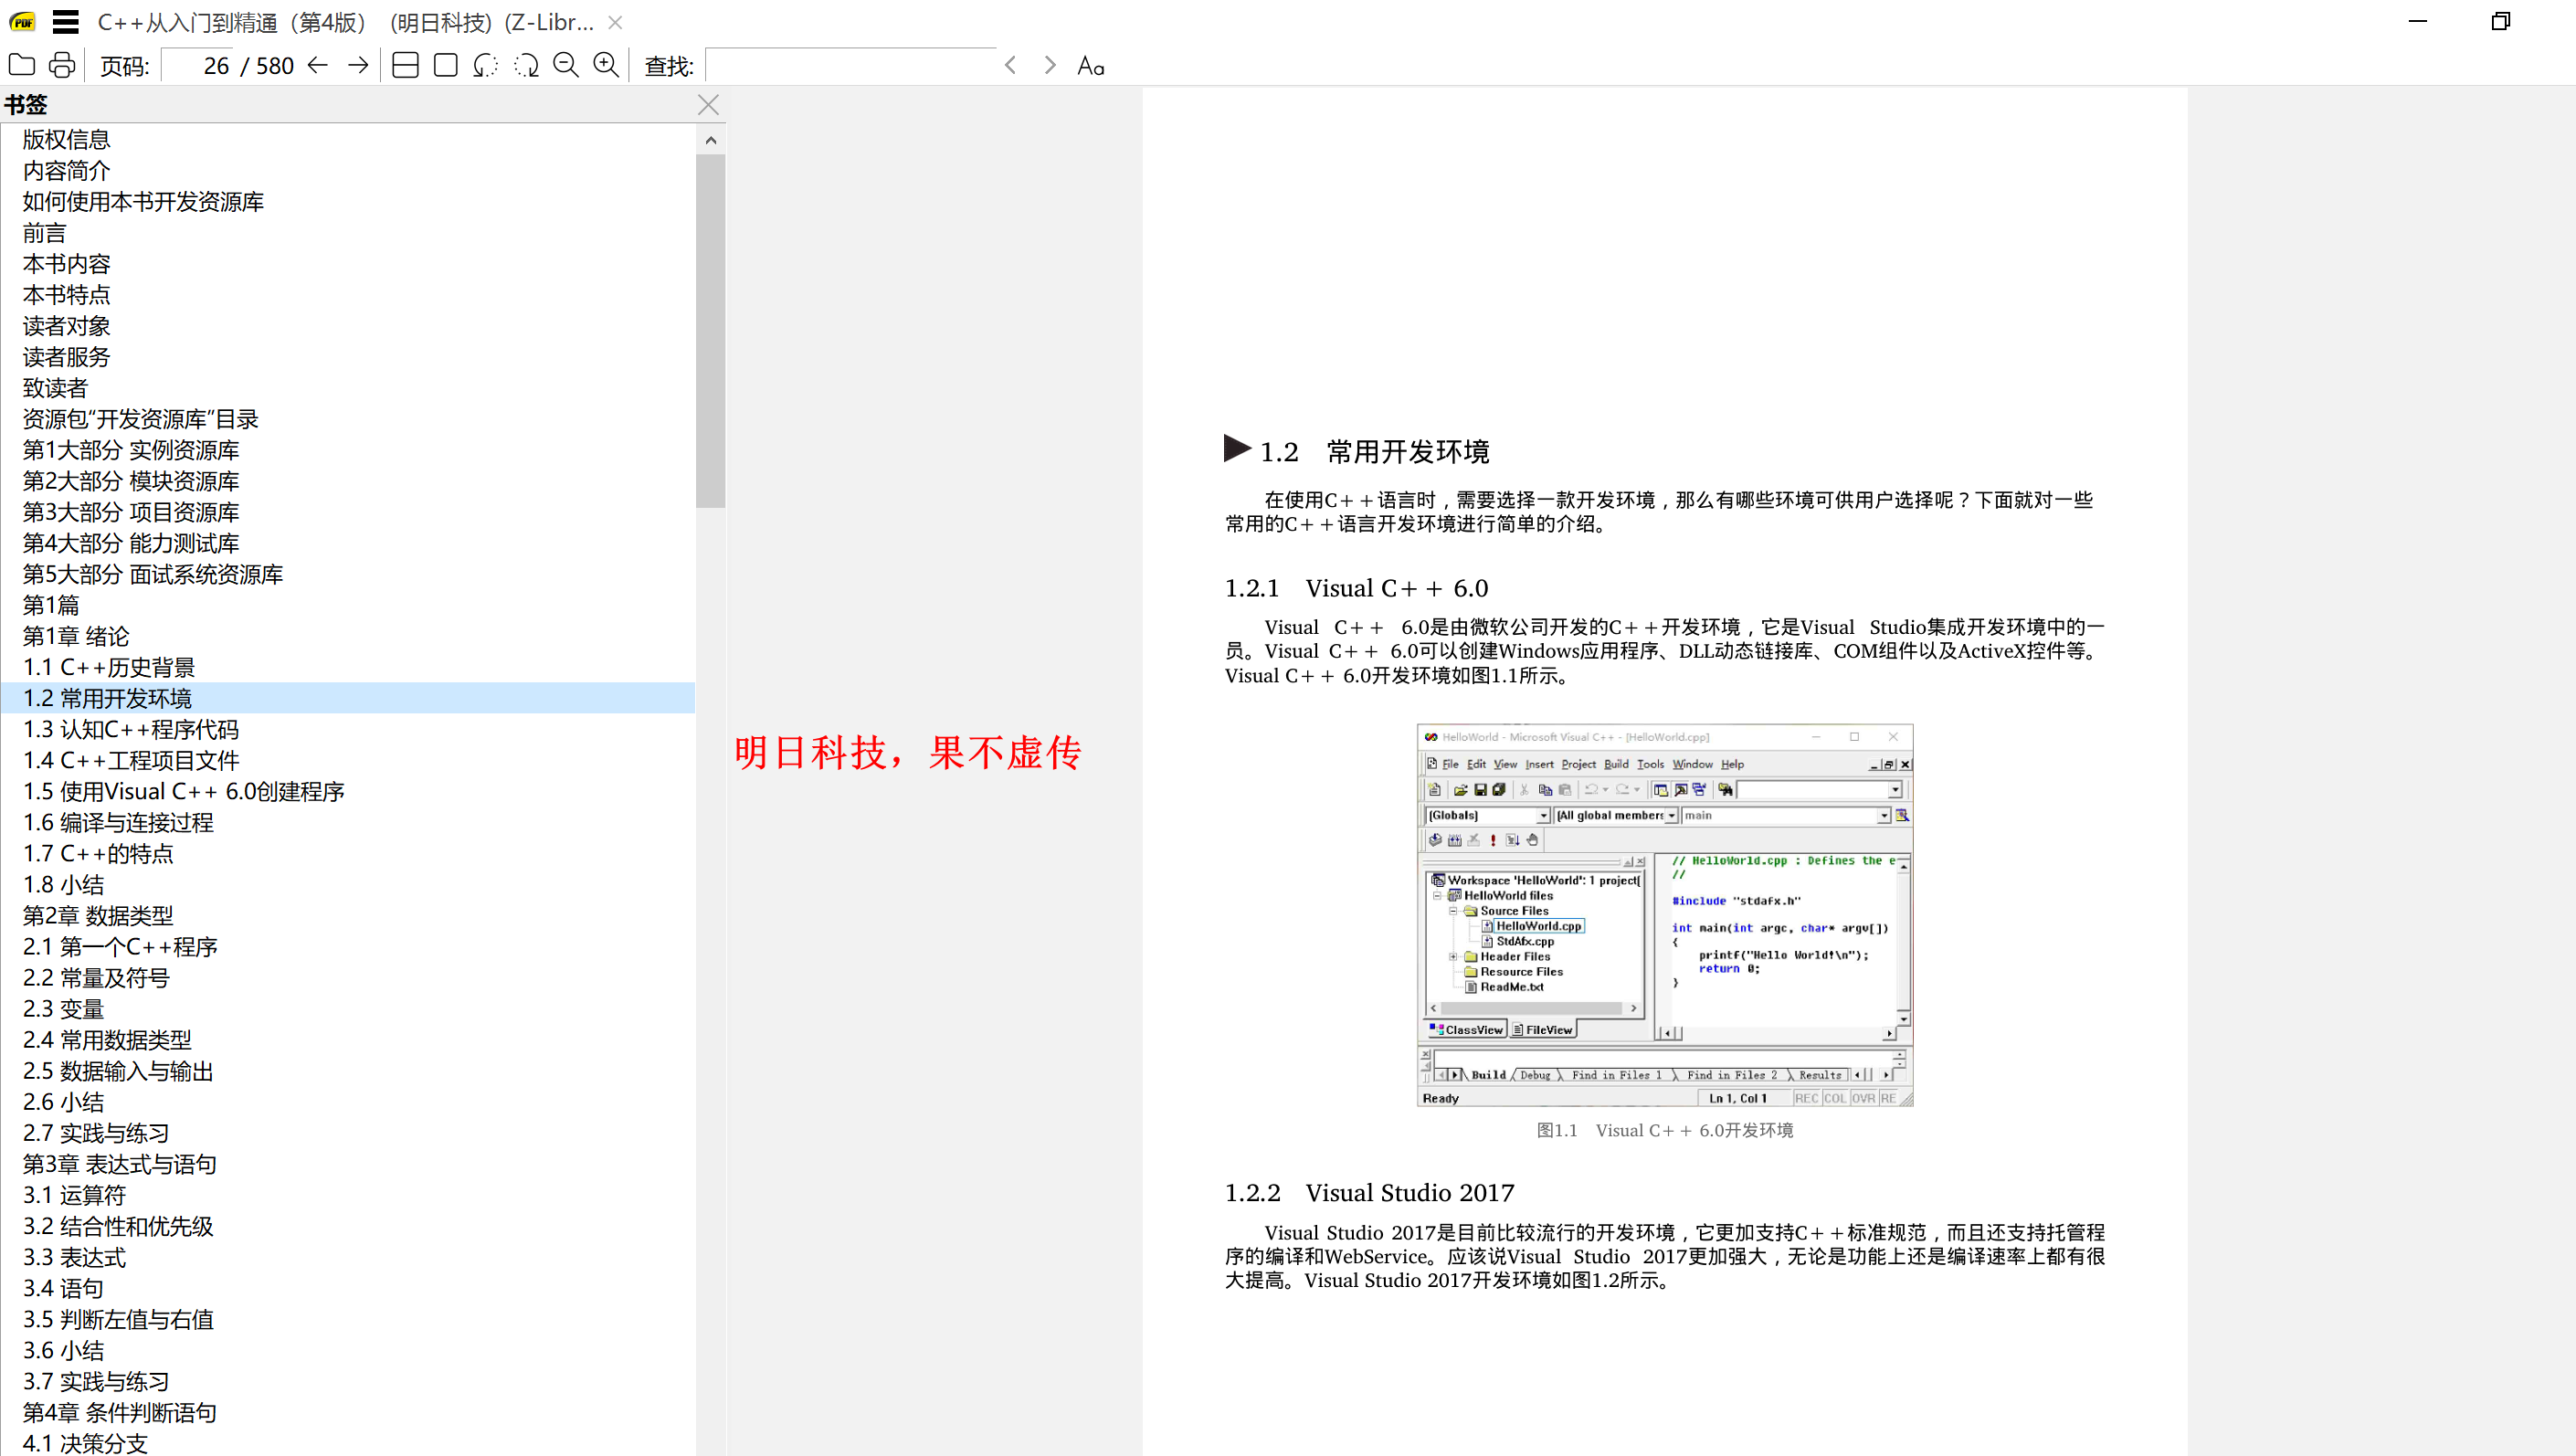 C++从入门到精通（第4版） (明日科技) (Z-Libr...
页码: 26 / 580 查找: Aa
书签
版权信息
内容简介
如何使用本书开发资源库
前言
本书内容
本书特点
读者对象
读者服务
致读者
资源包“开发资源库”目录
第1大部分 实例资源库
第2大部分 模块资源库
第3大部分 项目资源库
第4大部分 能力测试库
第5大部分 面试系统资源库
第1篇
第1章 绪论
1.1 C++历史背景
1.2 常用开发环境
1.3 认知C++程序代码
1.4 C++工程项目文件
1.5 使用Visual C++ 6.0创建程序
1.6 编译与连接过程
1.7 C++的特点
1.8 小结
第2章 数据类型
2.1 第一个C++程序
2.2 常量及符号
2.3 变量
2.4 常用数据类型
2.5 数据输入与输出
2.6 小结
2.7 实践与练习
第3章 表达式与语句
3.1 运算符
3.2 结合性和优先级
3.3 表达式
3.4 语句
3.5 判断左值与右值
3.6 小结
3.7 实践与练习
第4章 条件判断语句
4.1 决策分支
明日科技，果不虚传
1.2 常用开发环境
在使用C++语言时，需要选择一款开发环境，那么有哪些环境可供用户选择呢？下面就对一些
常用的C++语言开发环境进行简单的介绍。
1.2.1 Visual C++ 6.0
Visual C++ 6.0是由微软公司开发的C++开发环境，它是Visual Studio集成开发环境中的一
员。Visual C++ 6.0可以创建Windows应用程序、DLL动态链接库、COM组件以及ActiveX控件等。
Visual C++ 6.0开发环境如图1.1所示。
HelloWorld - Microsoft Visual C++ - [HelloWorld.cpp]
File Edit View Insert Project Build Tools Window Help
(Globals) (All global members main
Workspace 'HelloWorld': 1 project(
HelloWorld files
Source Files
HelloWorld.cpp
StdAfx.cpp
Header Files
Resource Files
ReadMe.txt
ClassView FileView
// HelloWorld.cpp : Defines the e
//
#include "stdafx.h"
int main(int argc, char* argv[])
{
printf("Hello World!\n");
return 0;
}
Build Debug Find in Files 1 Find in Files 2 Results
Ready Ln 1, Col 1 REC COL OVR RE
图1.1 Visual C++ 6.0开发环境
1.2.2 Visual Studio 2017
Visual Studio 2017是目前比较流行的开发环境，它更加支持C++标准规范，而且还支持托管程
序的编译和WebService。应该说Visual Studio 2017更加强大，无论是功能上还是编译速率上都有很
大提高。Visual Studio 2017开发环境如图1.2所示。